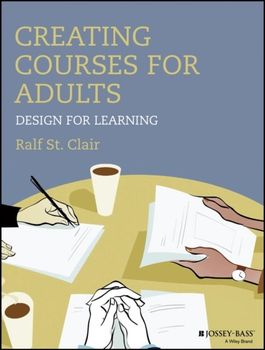 CREATING
COURSES FOR
ADULTS
DESIGN FOR LEARNING
Ralf St. Clair
JOSSEY-BASS
A Wiley Brand